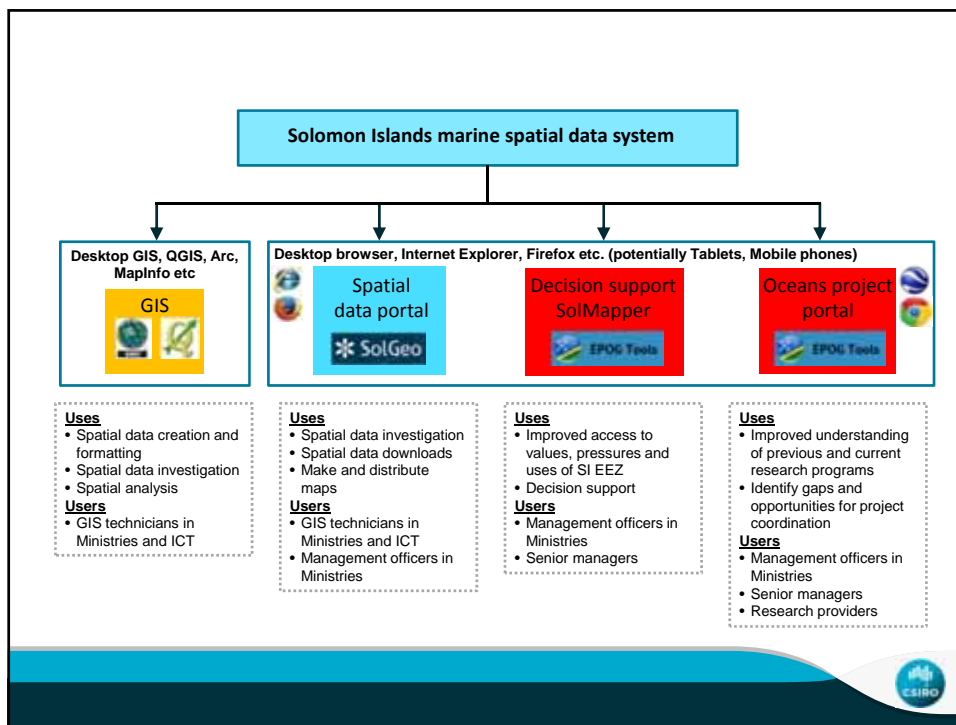 Solomon Islands marine spatial data system
Desktop GIS, QGIS, Arc,
MapInfo etc
GIS
Desktop browser, Internet Explorer, Firefox etc. (potentially Tablets, Mobile phones)
Spatial
data portal
SolGeo
Decision support
SolMapper
EPOG Tools
Oceans project
portal
EPOG Tools
Uses
• Spatial data creation and
formatting
• Spatial data investigation
• Spatial analysis
Users
• GIS technicians in
Ministries and ICT
Uses
• Spatial data investigation
• Spatial data downloads
• Make and distribute
maps
Users
• GIS technicians in
Ministries and ICT
• Management officers in
Ministries
Uses
• Improved access to
values, pressures and
uses of SI EEZ
• Decision support
Users
• Management officers in
Ministries
• Senior managers
Uses
• Improved understanding
of previous and current
research programs
• Identify gaps and
opportunities for project
coordination
Users
• Management officers in
Ministries
• Senior managers
• Research providers
CSIRO